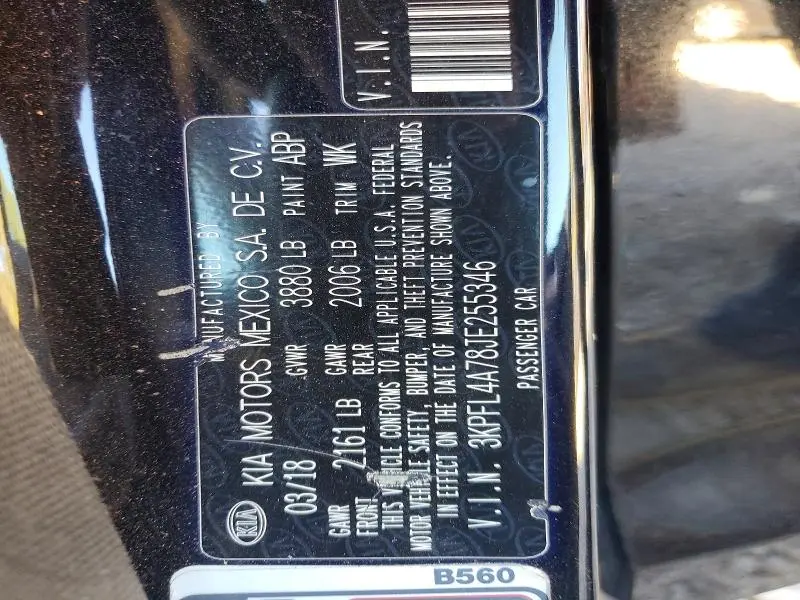 V.I.N.
MANUFACTURED BY
KIA KIA MOTORS MEXICO S.A. DE C.V.
03/18 GVWR 3880 LB PAINT ABP
GAWR FRONT 2161 LB GAWR REAR 2006 LB TRIM WK
THIS VEHICLE CONFORMS TO ALL APPLICABLE U.S.A. FEDERAL
MOTOR VEHICLE SAFETY, BUMPER, AND THEFT PREVENTION STANDARDS
IN EFFECT ON THE DATE OF MANUFACTURE SHOWN ABOVE.
V.I.N. 3KPFL4A78JE255346
PASSENGER CAR
B560